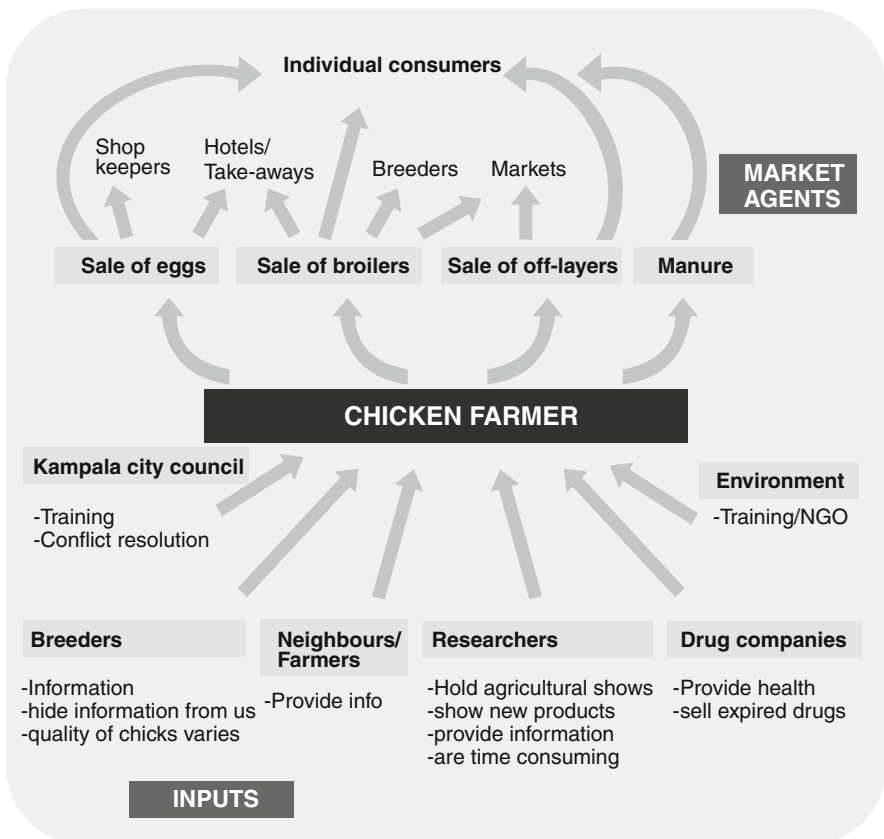 Individual consumers
Shop
keepers
Hotels/
Take-aways
Breeders
Markets
MARKET
AGENTS
Sale of eggs
Sale of broilers
Sale of off-layers
Manure
CHICKEN FARMER
Kampala city council
-Training
-Conflict resolution
Environment
-Training/NGO
Breeders
-Information
-hide information from us
-quality of chicks varies
Neighbours/
Farmers
-Provide info
Researchers
-Hold agricultural shows
-show new products
-provide information
-are time consuming
Drug companies
-Provide health
-sell expired drugs
INPUTS